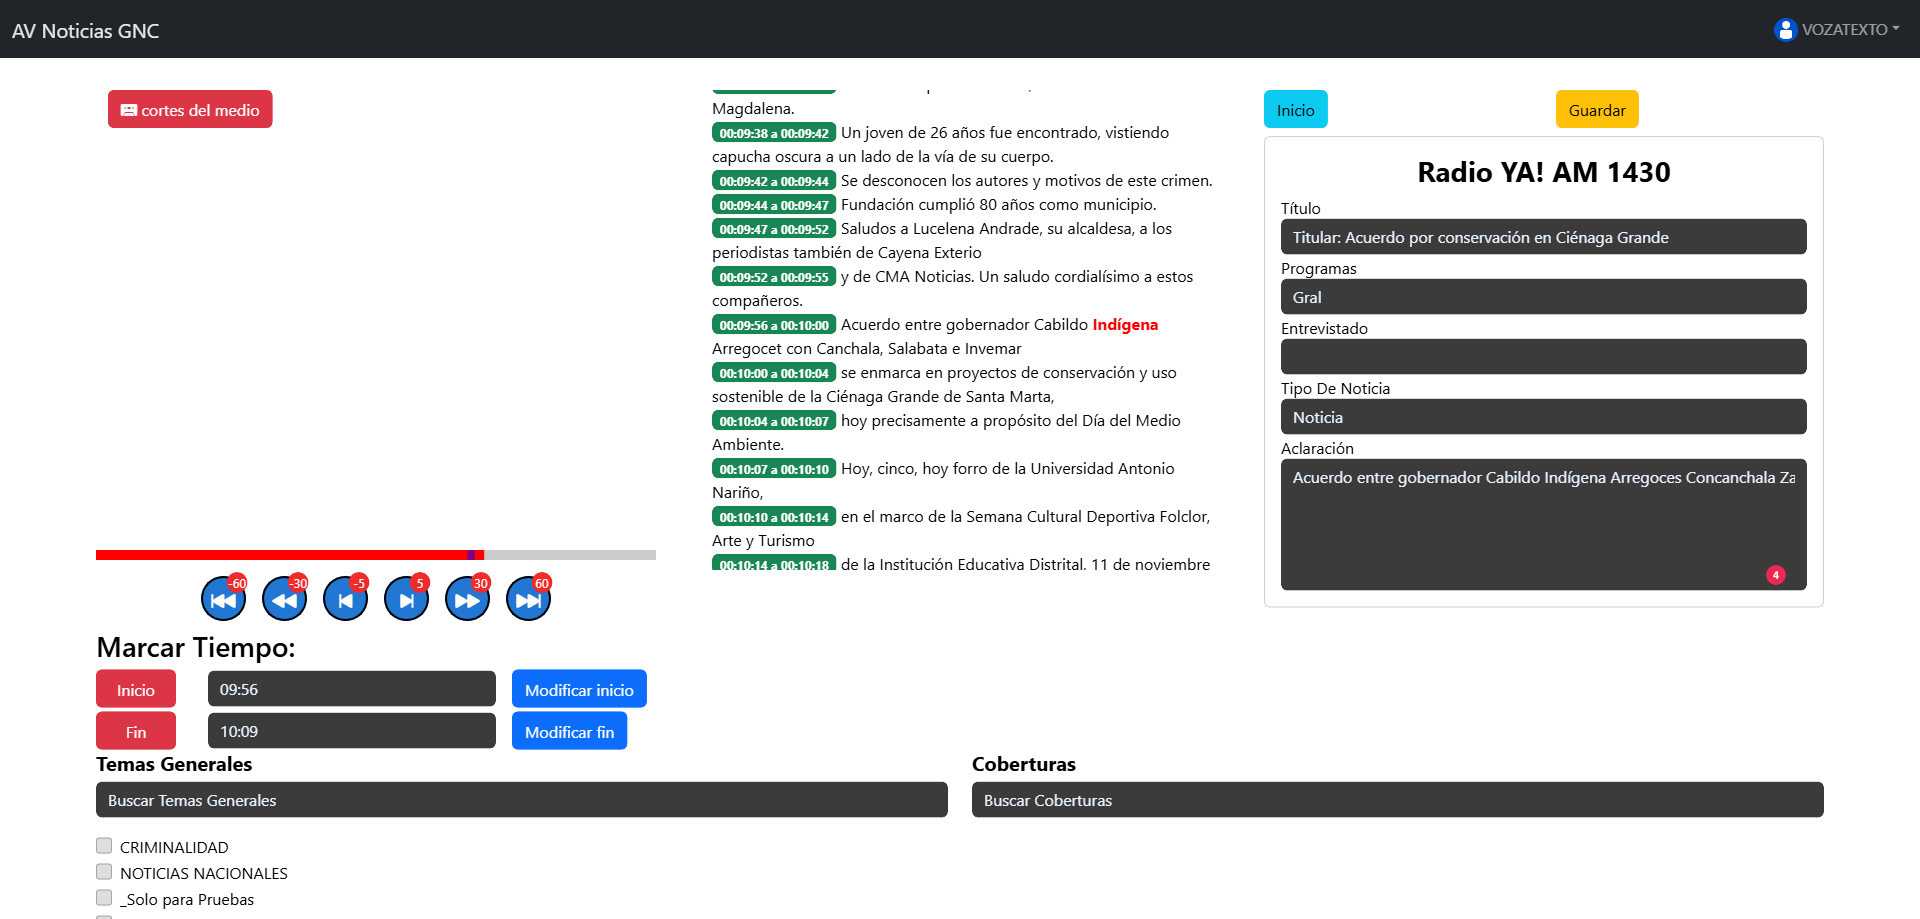 AV Noticias GNC
VOZATEXTO
cortes del medio
Magdalena.
00:09:38 a 00:09:42 Un joven de 26 años fue encontrado, vistiendo
capucha oscura a un lado de la vía de su cuerpo.
00:09:42 a 00:09:44 Se desconocen los autores y motivos de este crimen.
00:09:44 a 00:09:47 Fundación cumplió 80 años como municipio.
00:09:47 a 00:09:52 Saludos a Lucelena Andrade, su alcaldesa, a los
periodistas también de Cayena Exterio
00:09:52 a 00:09:55 y de CMA Noticias. Un saludo cordialísimo a estos
compañeros.
00:09:56 a 00:10:00 Acuerdo entre gobernador Cabildo Indígena
Arregocet con Canchala, Salabata e Invemar
00:10:00 a 00:10:04 se enmarca en proyectos de conservación y uso
sostenible de la Ciénaga Grande de Santa Marta,
00:10:04 a 00:10:07 hoy precisamente a propósito del Día del Medio
Ambiente.
00:10:07 a 00:10:10 Hoy, cinco, hoy forro de la Universidad Antonio
Nariño,
00:10:10 a 00:10:14 en el marco de la Semana Cultural Deportiva Folclor,
Arte y Turismo
00:10:14 a 00:10:18 de la Institución Educativa Distrital, 11 de noviembre
Inicio
Guardar
Radio YA! AM 1430
Título
Titular: Acuerdo por conservación en Ciénaga Grande
Programas
Gral
Entrevistado
Tipo De Noticia
Noticia
Aclaración
Acuerdo entre gobernador Cabildo Indígena Arregoces Concanchala Za
4
-60
-30
-5
5
30
60
Marcar Tiempo:
Inicio
09:56
Modificar inicio
Fin
10:09
Modificar fin
Temas Generales
Buscar Temas Generales
CRIMINALIDAD
NOTICIAS NACIONALES
_Solo para Pruebas
Coberturas
Buscar Coberturas